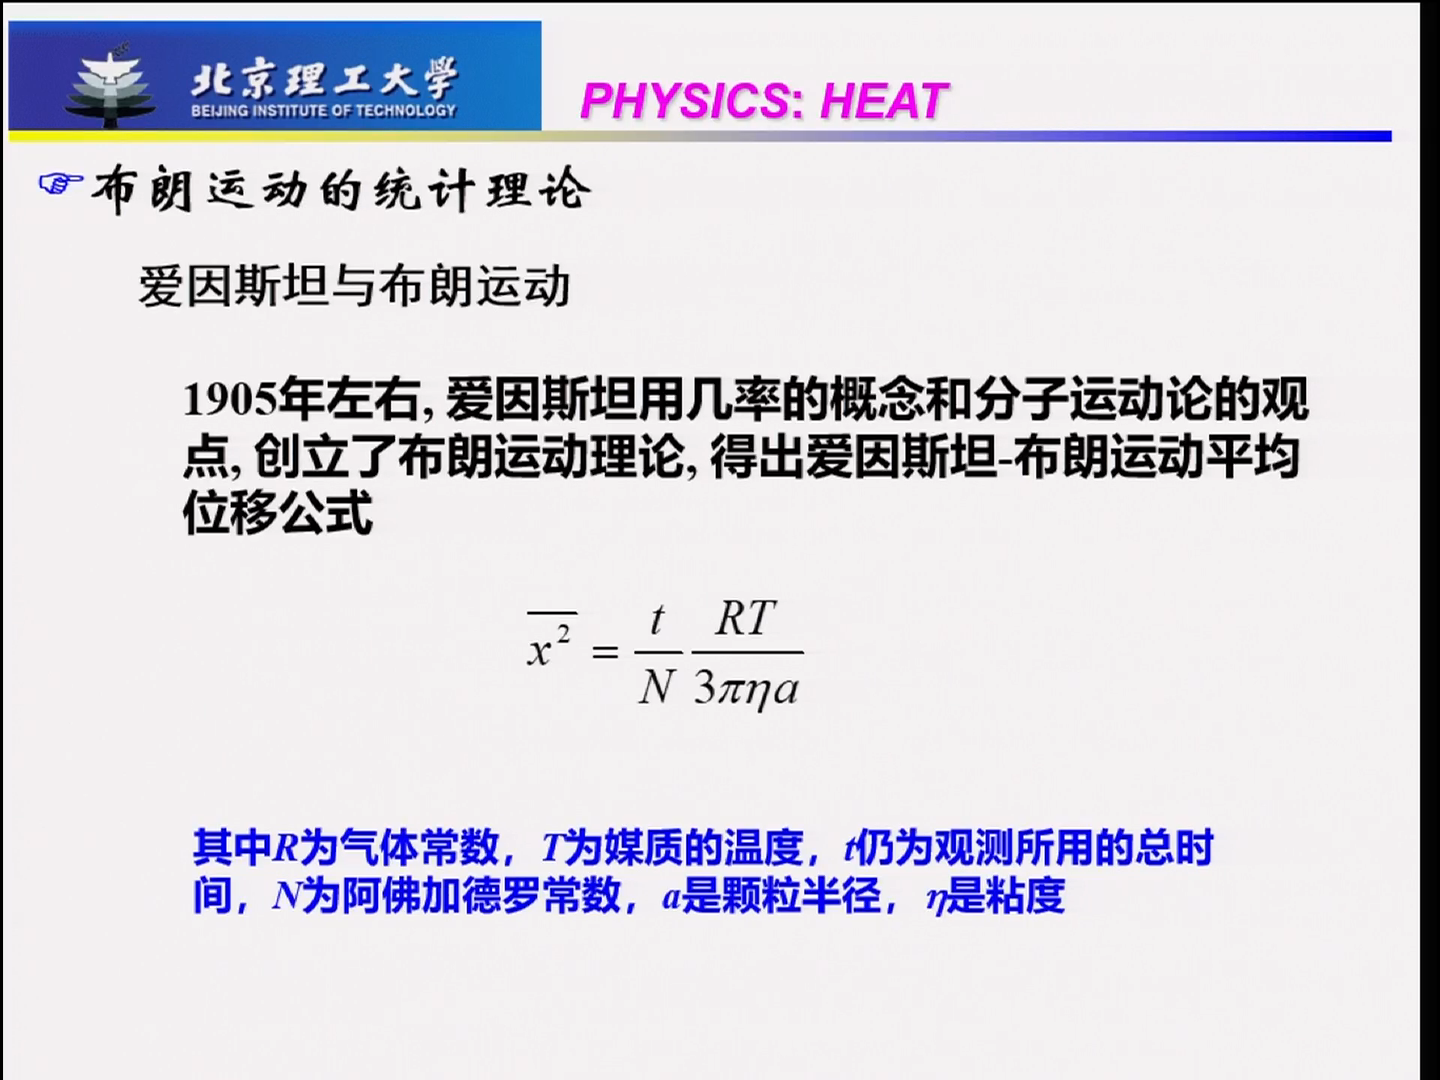 北京理工大学
BEIJING INSTITUTE OF TECHNOLOGY
PHYSICS: HEAT
☞布朗运动的统计理论
爱因斯坦与布朗运动
1905年左右, 爱因斯坦用几率的概念和分子运动论的观
点, 创立了布朗运动理论, 得出爱因斯坦-布朗运动平均
位移公式
$\overline{x^2} = \frac{t}{N} \frac{RT}{3\pi\eta a}$
其中R为气体常数，T为媒质的温度，t仍为观测所用的总时
间，N为阿佛加德罗常数，a是颗粒半径，η是粘度